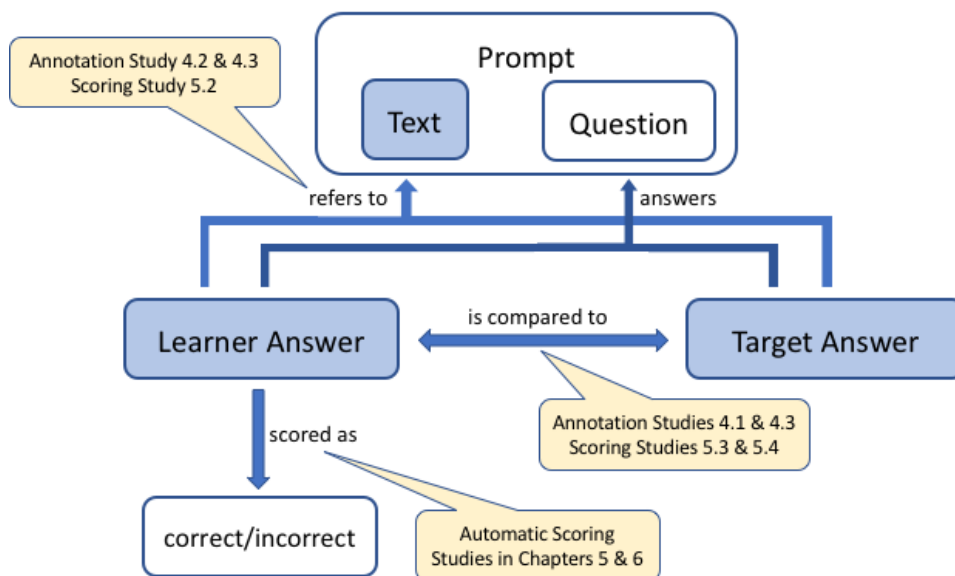 Annotation Study 4.2 & 4.3
Scoring Study 5.2
Prompt
Text
Question
refers to
answers
Learner Answer
is compared to
Target Answer
Annotation Studies 4.1 & 4.3
Scoring Studies 5.3 & 5.4
scored as
correct/incorrect
Automatic Scoring
Studies in Chapters 5 & 6